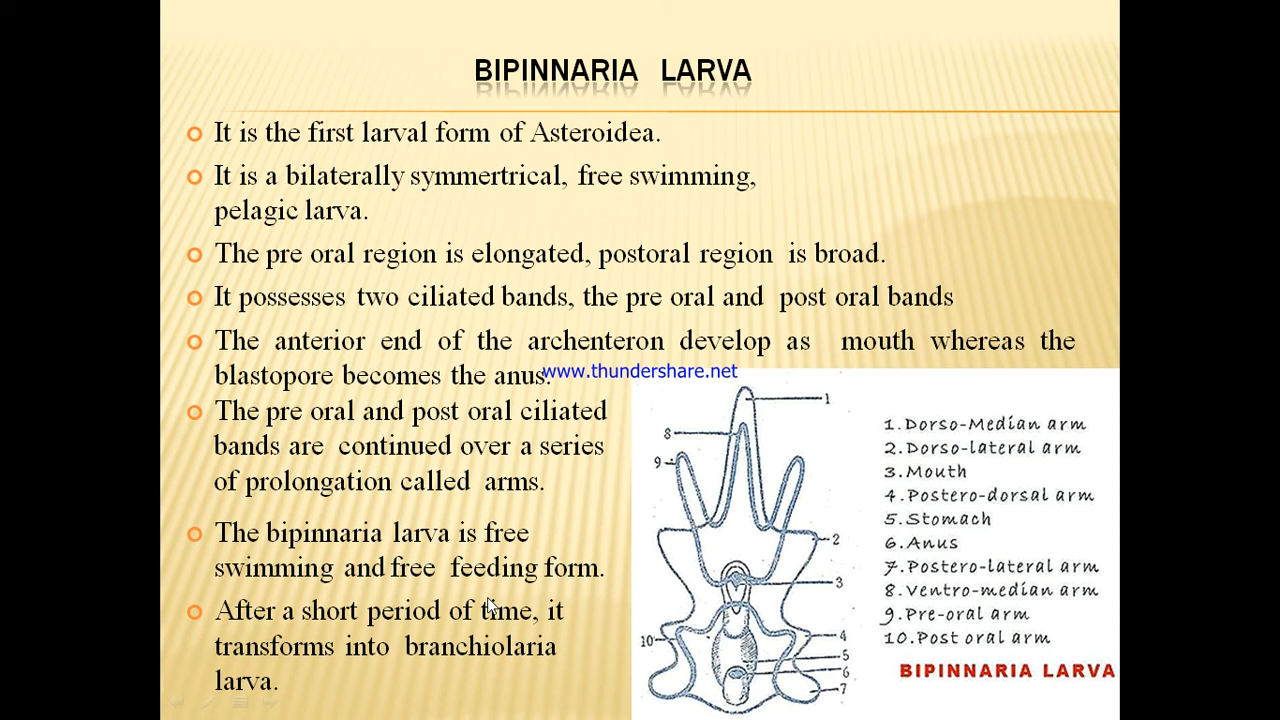 BIPINNARIA LARVA
It is the first larval form of Asteroidea.
It is a bilaterally symmertrical, free swimming,
pelagic larva.
The pre oral region is elongated, postoral region is broad.
It possesses two ciliated bands, the pre oral and post oral bands
The anterior end of the archenteron develop as mouth whereas the
blastopore becomes the anus.
www.thundershare.net
The pre oral and post oral ciliated
bands are continued over a series
of prolongation called arms.
The bipinnaria larva is free
swimming and free feeding form.
After a short period of time, it
transforms into branchiolaria
larva.
1
8
9
2
3
10
4
5
6
7
1.Dorso-Median arm
2.Dorso-lateral arm
3.Mouth
4.Postero-dorsal arm
5.Stomach
6.Anus
7.Postero-lateral arm
8.Ventro-median arm
9.Pre-oral arm
10.Post oral arm
BIPINNARIA LARVA